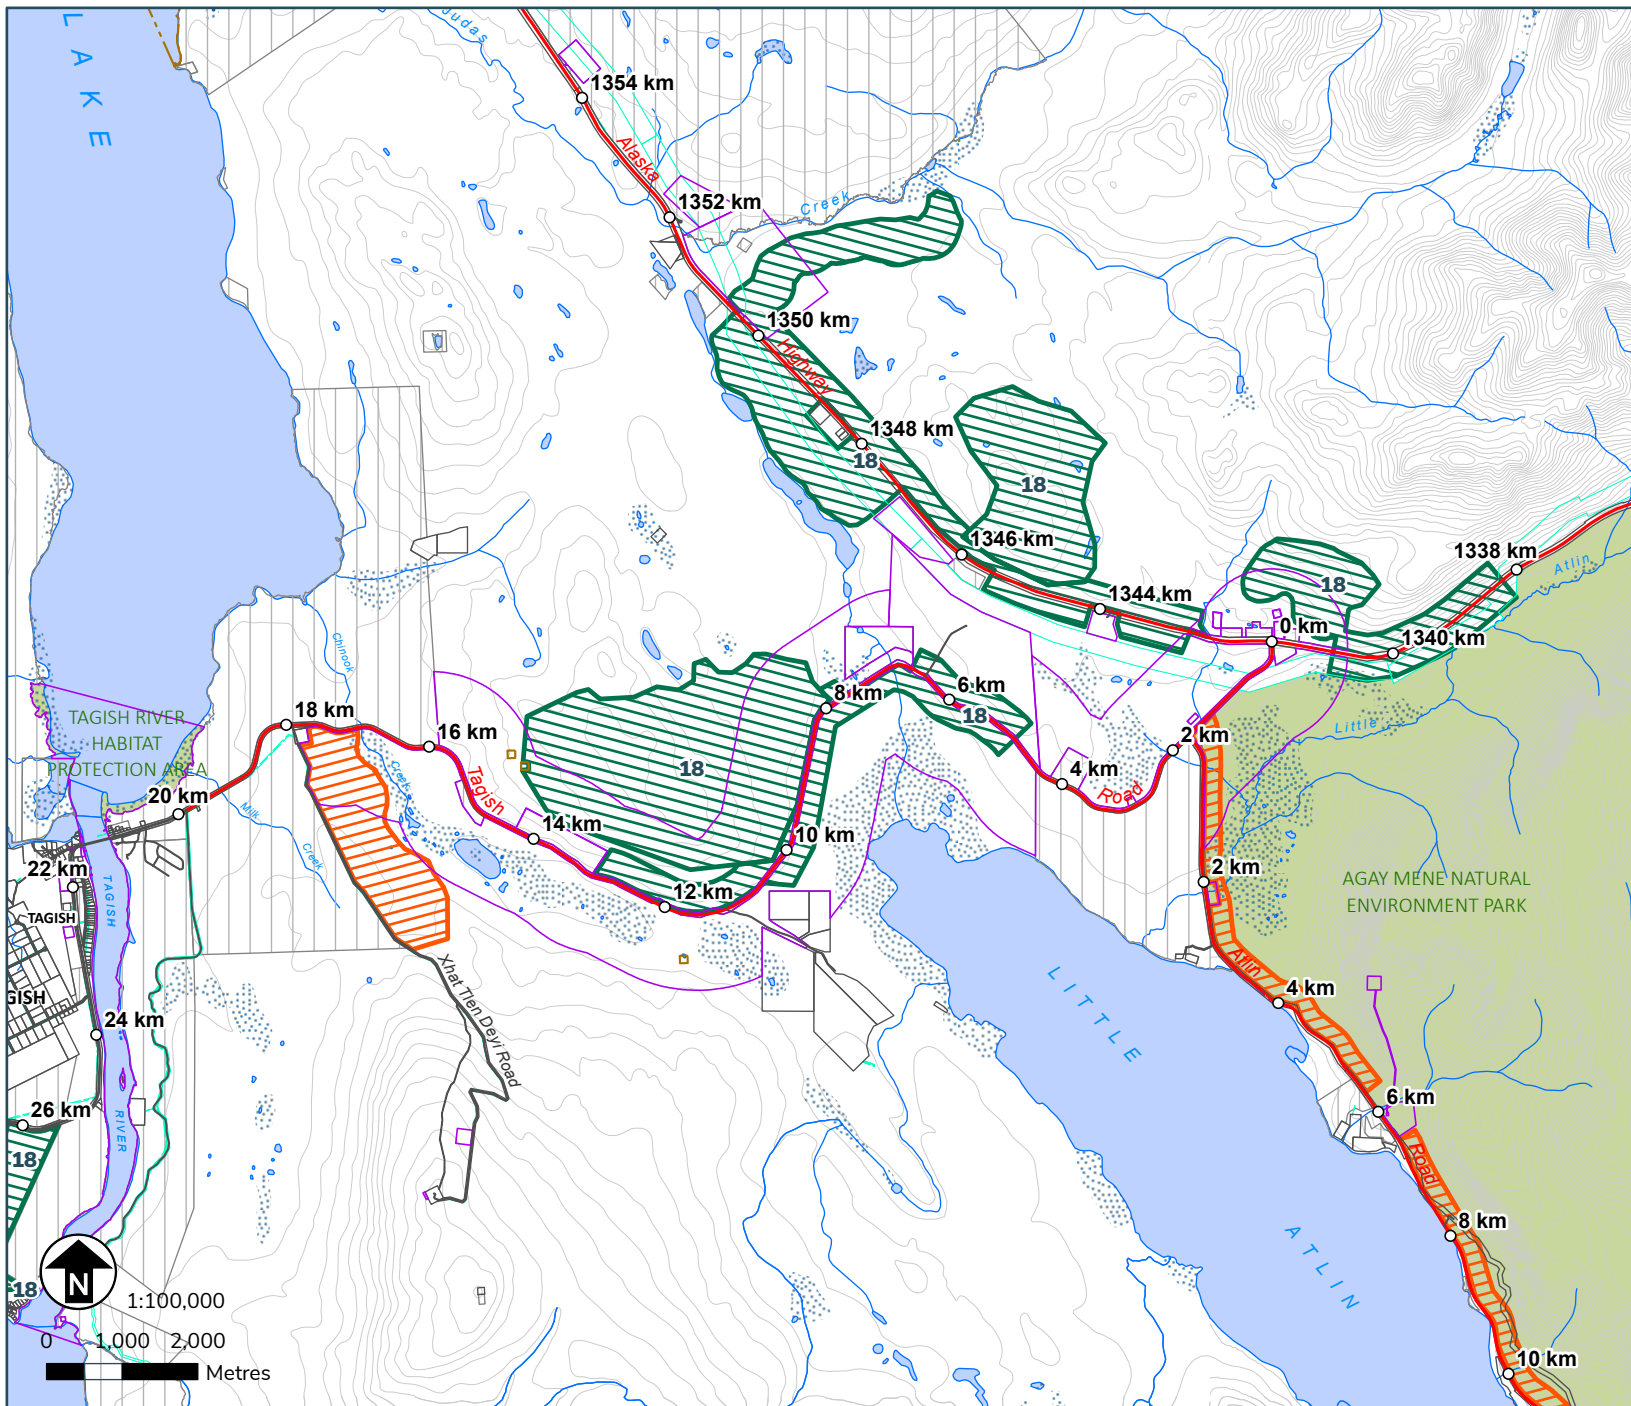 LAKE
Judas
1354 km
Alaska
1352 km
Creek
1350 km
Highway
1348 km
18
18
1346 km
1338 km
Atlin
18
1344 km
0 km
1340 km
Chinook
6 km
8 km
18
18 km
TAGISH RIVER
HABITAT
PROTECTION AREA
Little
16 km
2 km
18
Creek
Tagish
4 km
Road
20 km
Milk
Creek
14 km
10 km
22 km
TAGISH
2 km
AGAY MENE NATURAL
ENVIRONMENT PARK
12 km
TAGISH
Atlin
Xhat Tlen Deyi Road
GISH
LITTLE
4 km
24 km
26 km
6 km
RIVER
18
Road
8 km
ATLIN
18
N
1:100,000
0 1,000 2,000
Metres
10 km